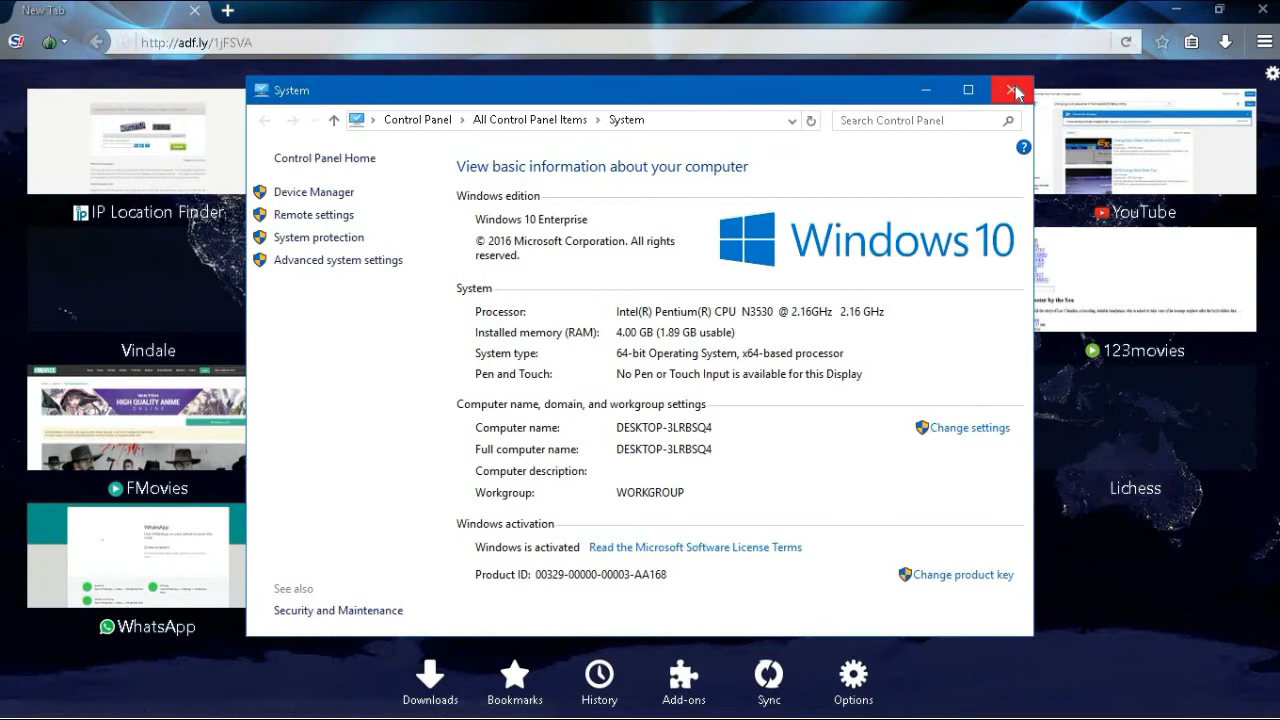 New Tab
http://adf.ly/1jFSVA
System
Control Panel > All Control Panel Items > System
Search Control Panel
Control Panel Home
Device Manager
Remote settings
System protection
Advanced system settings
See also
Security and Maintenance
View basic information about your computer
Windows edition
Windows 10 Enterprise
© 2016 Microsoft Corporation. All rights
reserved.
Windows 10
System
Processor: Intel(R) Pentium(R) CPU N3530 @ 2.16GHz 2.16 GHz
Installed memory (RAM): 4.00 GB (1.89 GB usable)
System type: Operating System, x64-based processor
Pen and Touch: No Pen or Touch Input is available for this Display
Computer name, domain, and workgroup settings
Computer name: DESKTOP-3LRBSQ4
Change settings
Full computer name: DESKTOP-3LRBSQ4
Computer description:
Workgroup: WORKGROUP
Windows activation
Windows is activated Read the Microsoft Software License Terms
Product ID: 00329-00000-00003-AA168
Change product key
IP Location Finder
Vindale
WATCH
HIGH QUALITY ANIME
ONLINE
FMovies
WhatsApp
WhatsApp
YouTube
123movies
Lichess
Downloads
Bookmarks
History
Add-ons
Sync
Options